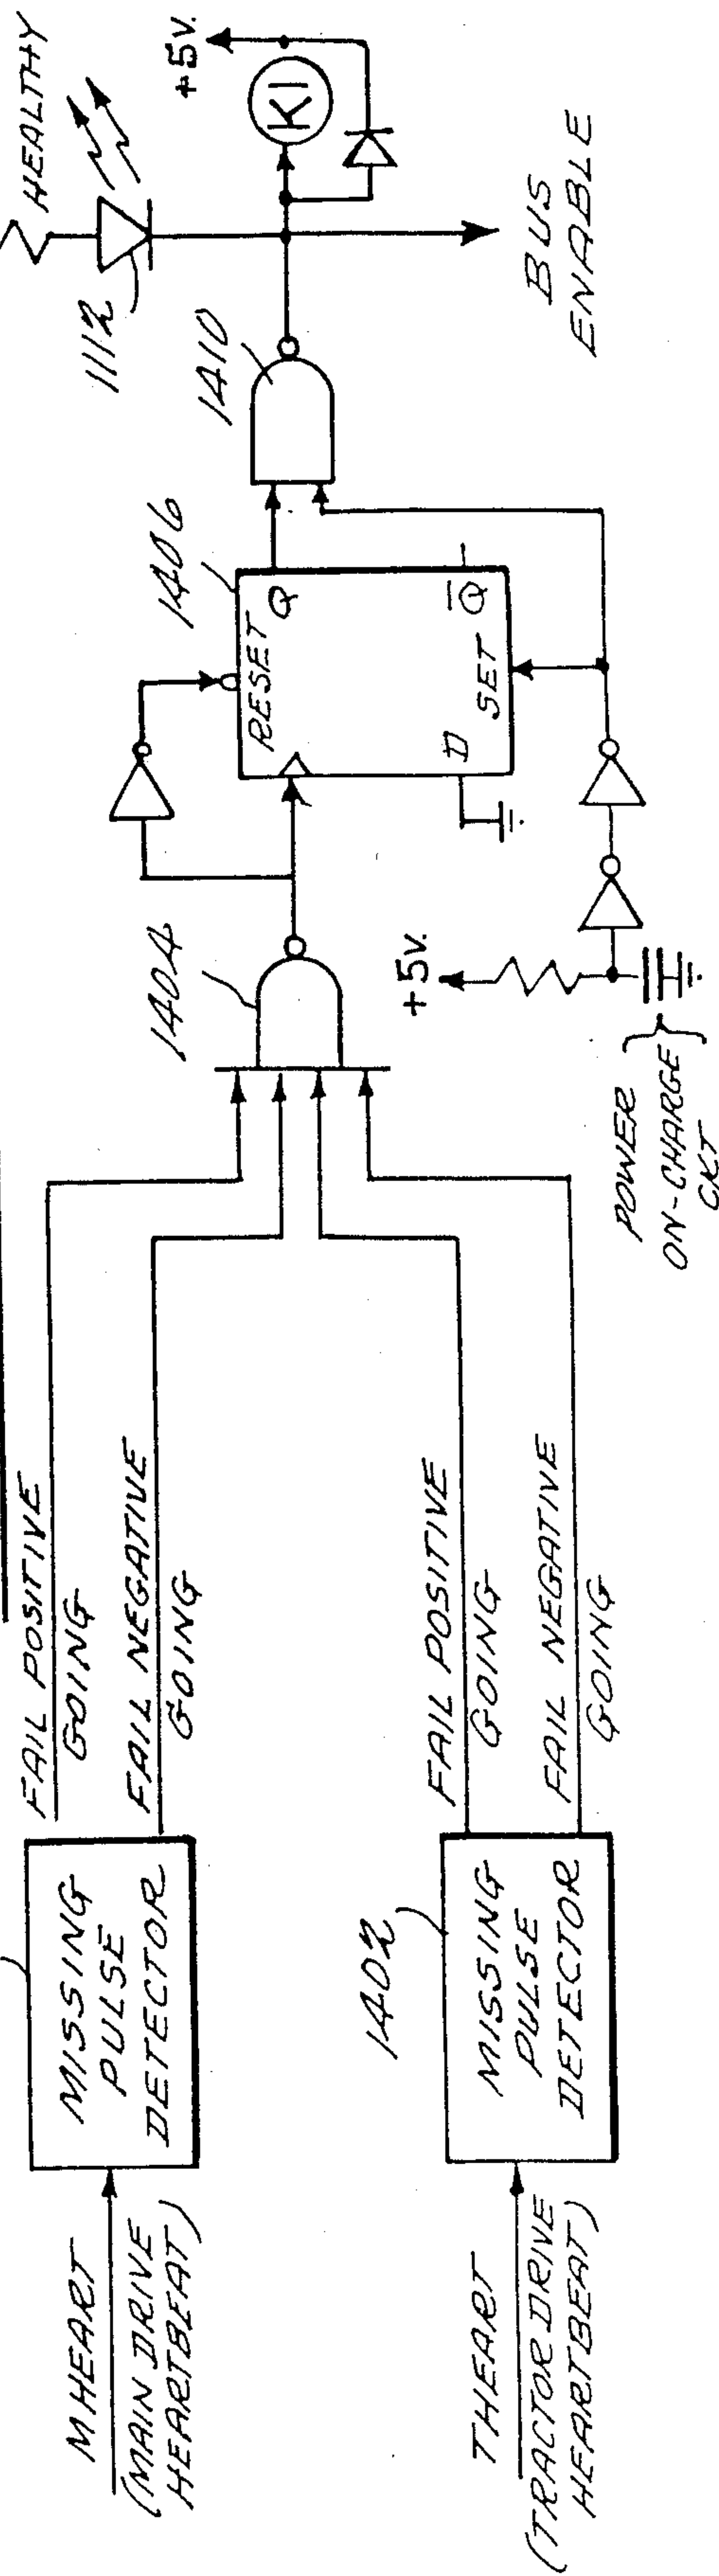 MHEART
(MAIN DRIVE
HEARTBEAT)
MISSING
PULSE
DETECTOR
FAIL POSITIVE
GOING
FAIL NEGATIVE
GOING
THEART
(TRACTOR DRIVE
HEARTBEAT)
1402
MISSING
PULSE
DETECTOR
FAIL POSITIVE
GOING
FAIL NEGATIVE
GOING
1404
+5V.
POWER
ON-CHARGE
CKT
1406
RESET
Q
D
Q̅
SET
1410
1112
HEALTHY
+5V.
K1
BUS
ENABLE